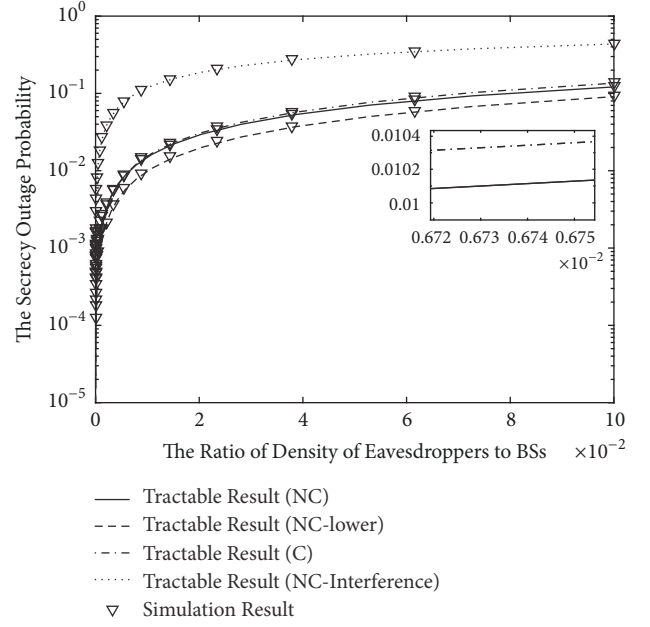 10^0
10^−1
10^−2
10^−3
10^−4
10^−5
The Secrecy Outage Probability
0.0104
0.0102
0.01
0.672 0.673 0.674 0.675
×10^−2
0 2 4 6 8 10
The Ratio of Density of Eavesdroppers to BSs ×10^−2
Tractable Result (NC)
Tractable Result (NC-lower)
Tractable Result (C)
Tractable Result (NC-Interference)
Simulation Result